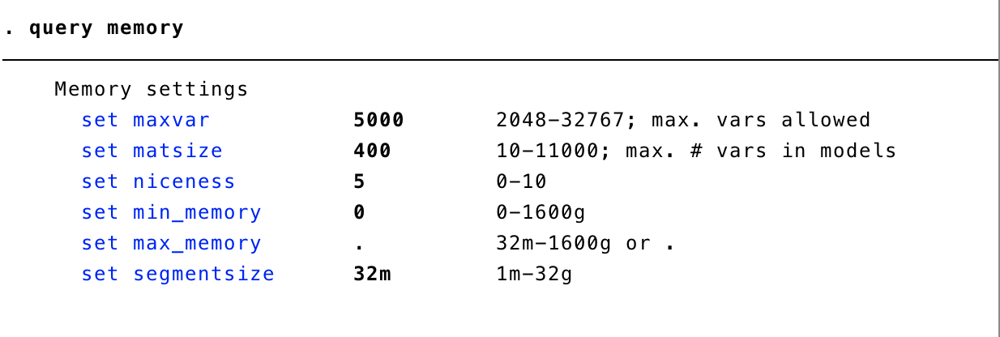 . query memory
Memory settings
set maxvar 5000 2048-32767; max. vars allowed
set matsize 400 10-11000; max. # vars in models
set niceness 5 0-10
set min_memory 0 0-1600g
set max_memory . 32m-1600g or .
set segmentsize 32m 1m-32g